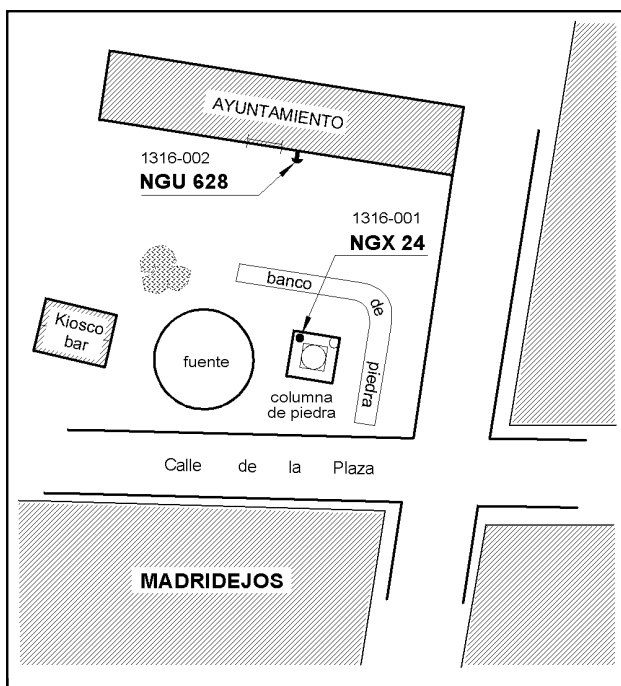 AYUNTAMIENTO
1316-002
NGU 628
1316-001
NGX 24
banco
de
piedra
Kiosco
bar
fuente
columna
de piedra
Calle de la Plaza
MADRIDEJOS